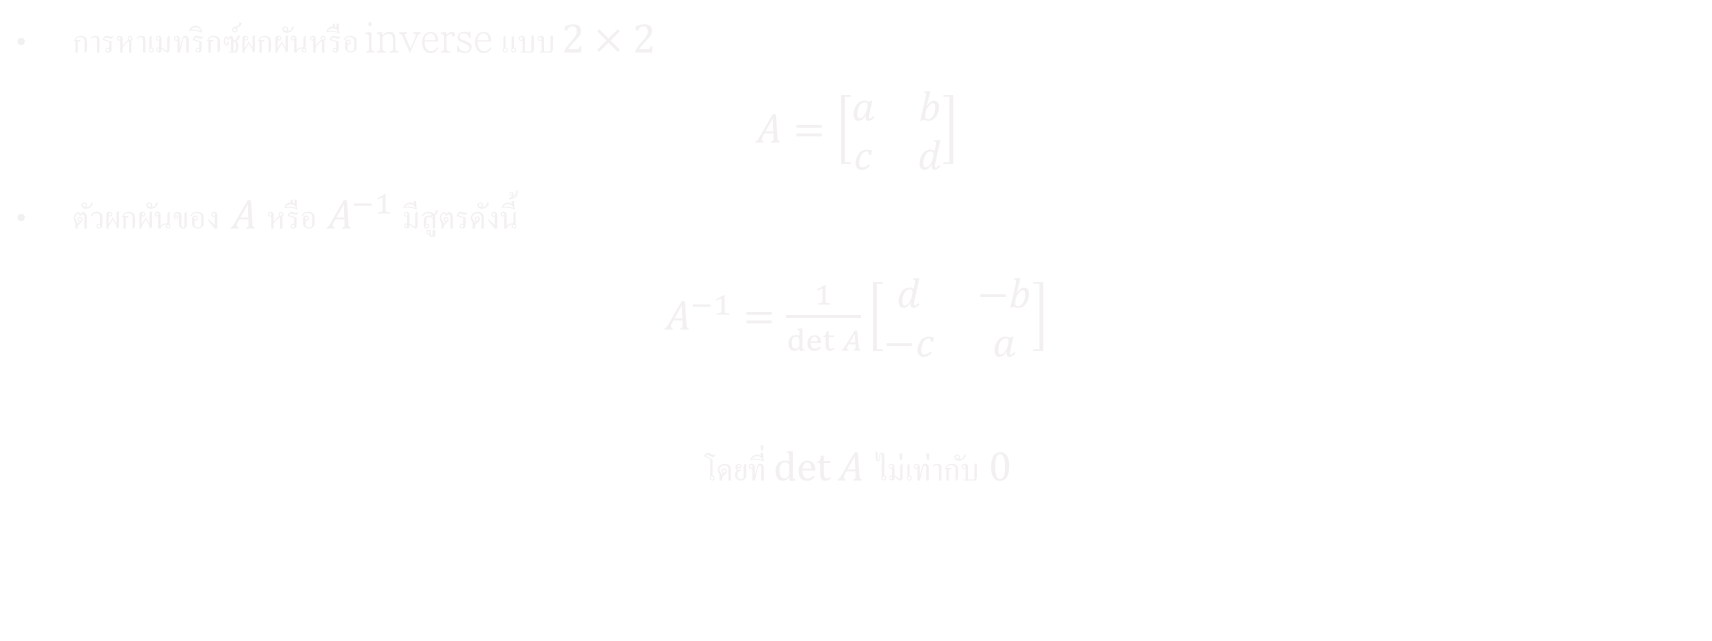 • การหาเมทริกซ์ผกผันหรือ inverse แบบ 2 × 2
A = [a b
c d]
• ตัวผกผันของ A หรือ A⁻¹ มีสูตรดังนี้
A⁻¹ = 1/det A [d −b
−c a]
โดยที่ det A ไม่เท่ากับ 0